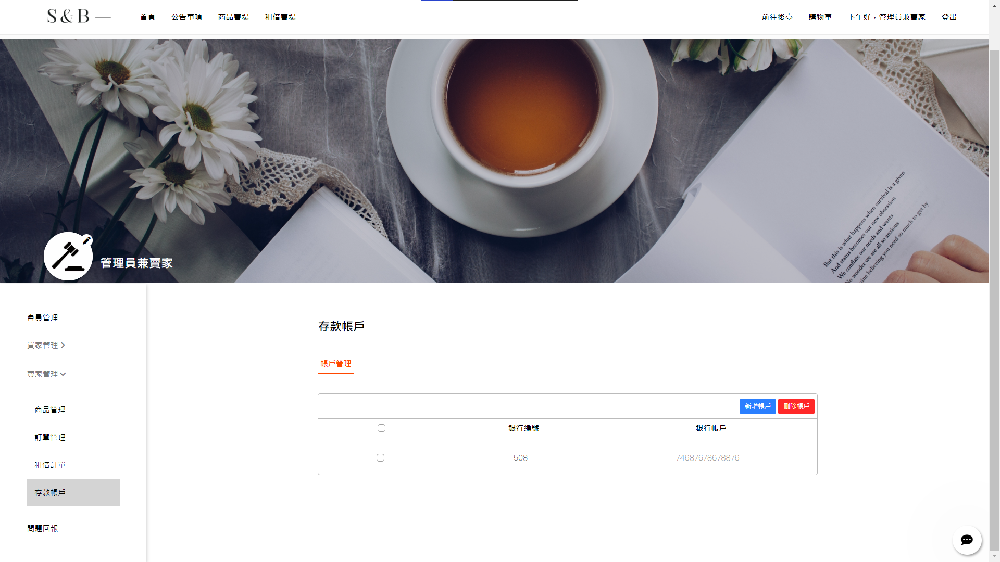 S & B
首頁
公告事項
商品賣場
租借賣場
前往後臺
購物車
下午好，管理員兼賣家
登出
But this is what happens when survival is a given
And status becomes our new obsession
We conflate our needs and wants
No wonder we are all so anxious
believing you need so much to get by
管理員兼賣家
會員管理
買家管理
賣家管理
商品管理
訂單管理
租借訂單
存款帳戶
問題回報
存款帳戶
帳戶管理
新增帳戶
刪除帳戶
銀行編號
銀行帳戶
508
74687678678876